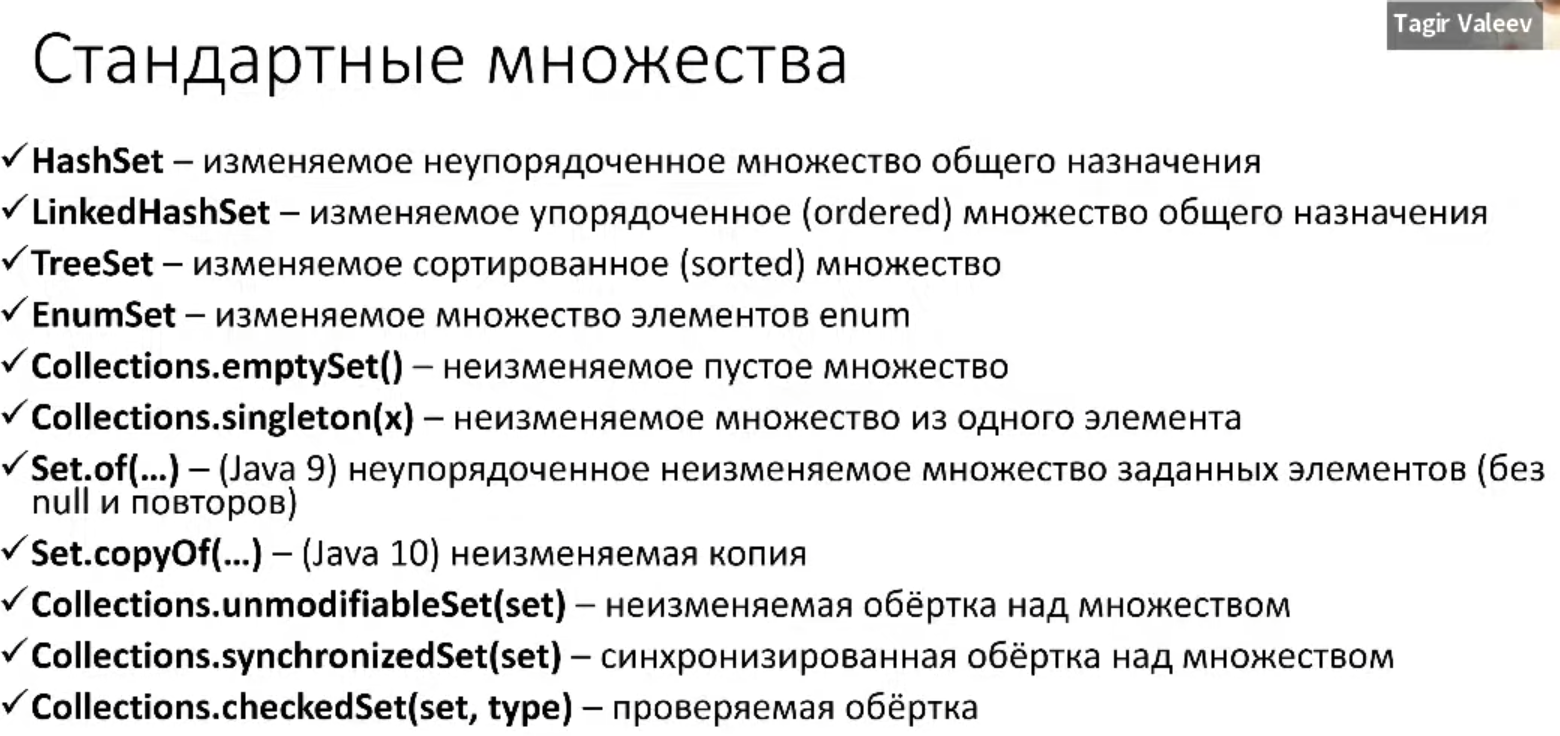 Tagir Valeev
Стандартные множества
✓HashSet – изменяемое неупорядоченное множество общего назначения
✓LinkedHashSet – изменяемое упорядоченное (ordered) множество общего назначения
✓TreeSet – изменяемое сортированное (sorted) множество
✓EnumSet – изменяемое множество элементов enum
✓Collections.emptySet() – неизменяемое пустое множество
✓Collections.singleton(x) – неизменяемое множество из одного элемента
✓Set.of(...) – (Java 9) неупорядоченное неизменяемое множество заданных элементов (без
null и повторов)
✓Set.copyOf(...) – (Java 10) неизменяемая копия
✓Collections.unmodifiableSet(set) – неизменяемая обёртка над множеством
✓Collections.synchronizedSet(set) – синхронизированная обёртка над множеством
✓Collections.checkedSet(set, type) – проверяемая обёртка